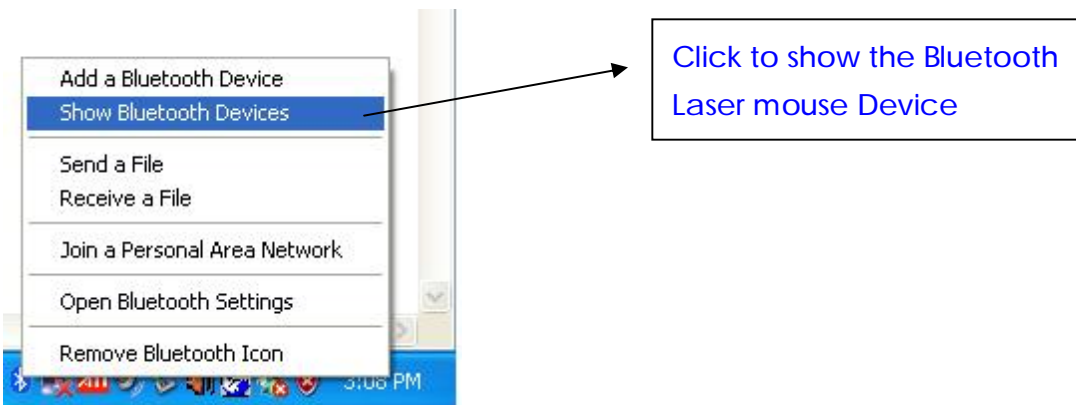 Add a Bluetooth Device
Show Bluetooth Devices
Send a File
Receive a File
Join a Personal Area Network
Open Bluetooth Settings
Remove Bluetooth Icon
3:08 PM
Click to show the Bluetooth
Laser mouse Device